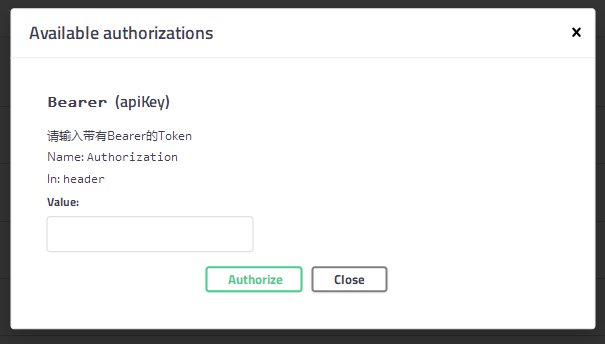 Available authorizations
Bearer (apiKey)
请输入带有Bearer的Token
Name: Authorization
In: header
Value:
Authorize Close